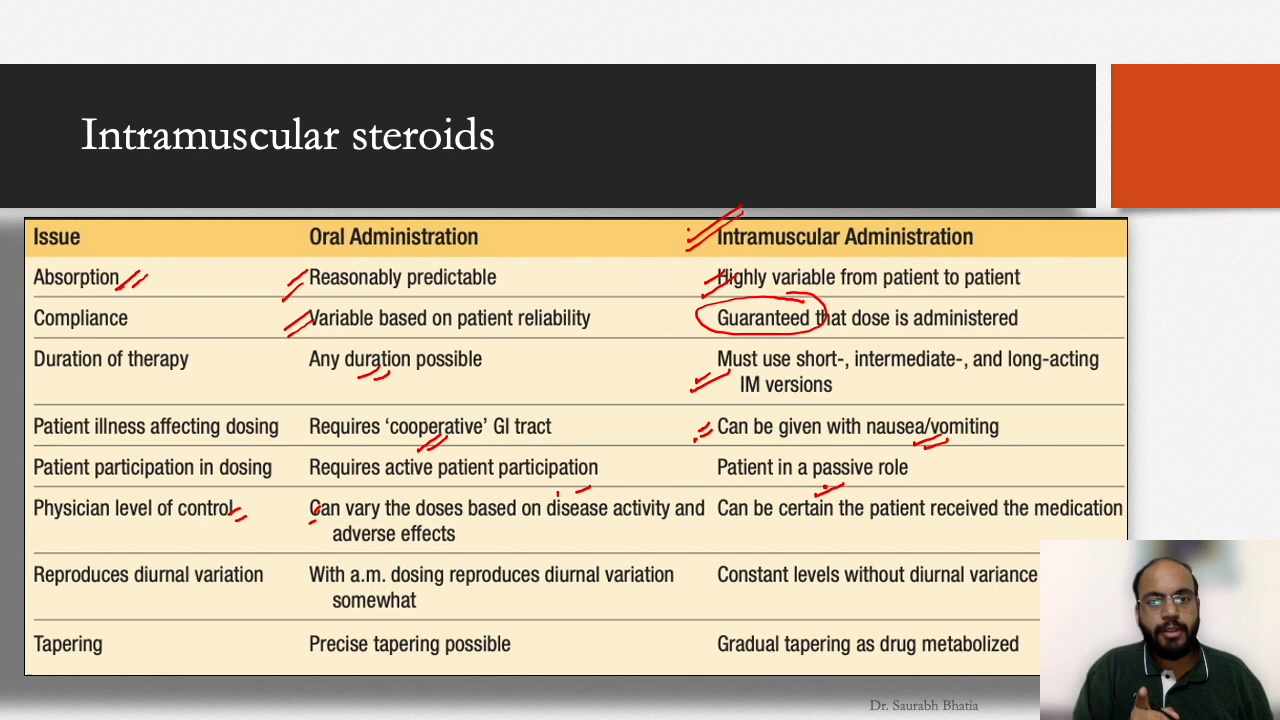 Intramuscular steroids
Issue Oral Administration Intramuscular Administration
Absorption Reasonably predictable Highly variable from patient to patient
Compliance Variable based on patient reliability Guaranteed that dose is administered
Duration of therapy Any duration possible Must use short-, intermediate-, and long-acting
IM versions
Patient illness affecting dosing Requires ‘cooperative’ GI tract Can be given with nausea/vomiting
Patient participation in dosing Requires active patient participation Patient in a passive role
Physician level of control Can vary the doses based on disease activity and Can be certain the patient received the medication
adverse effects
Reproduces diurnal variation With a.m. dosing reproduces diurnal variation Constant levels without diurnal variance
somewhat
Tapering Precise tapering possible Gradual tapering as drug metabolized
Dr. Saurabh Bhatia